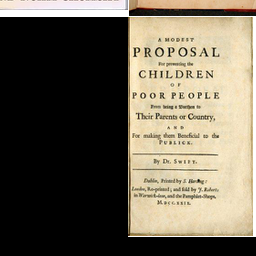 A MODEST
PROPOSAL
For preventing the
CHILDREN
OF
POOR PEOPLE
From being a Burthen to
Their Parents or Country,
AND
For making them Beneficial to the
PUBLICK.
By Dr. SWIFT.
Dublin, Printed by S. Harding:
London, Re-printed; and sold by J. Roberts
in Warwick-lane, and the Pamphlet-Shops.
M.DCC.XXIX.